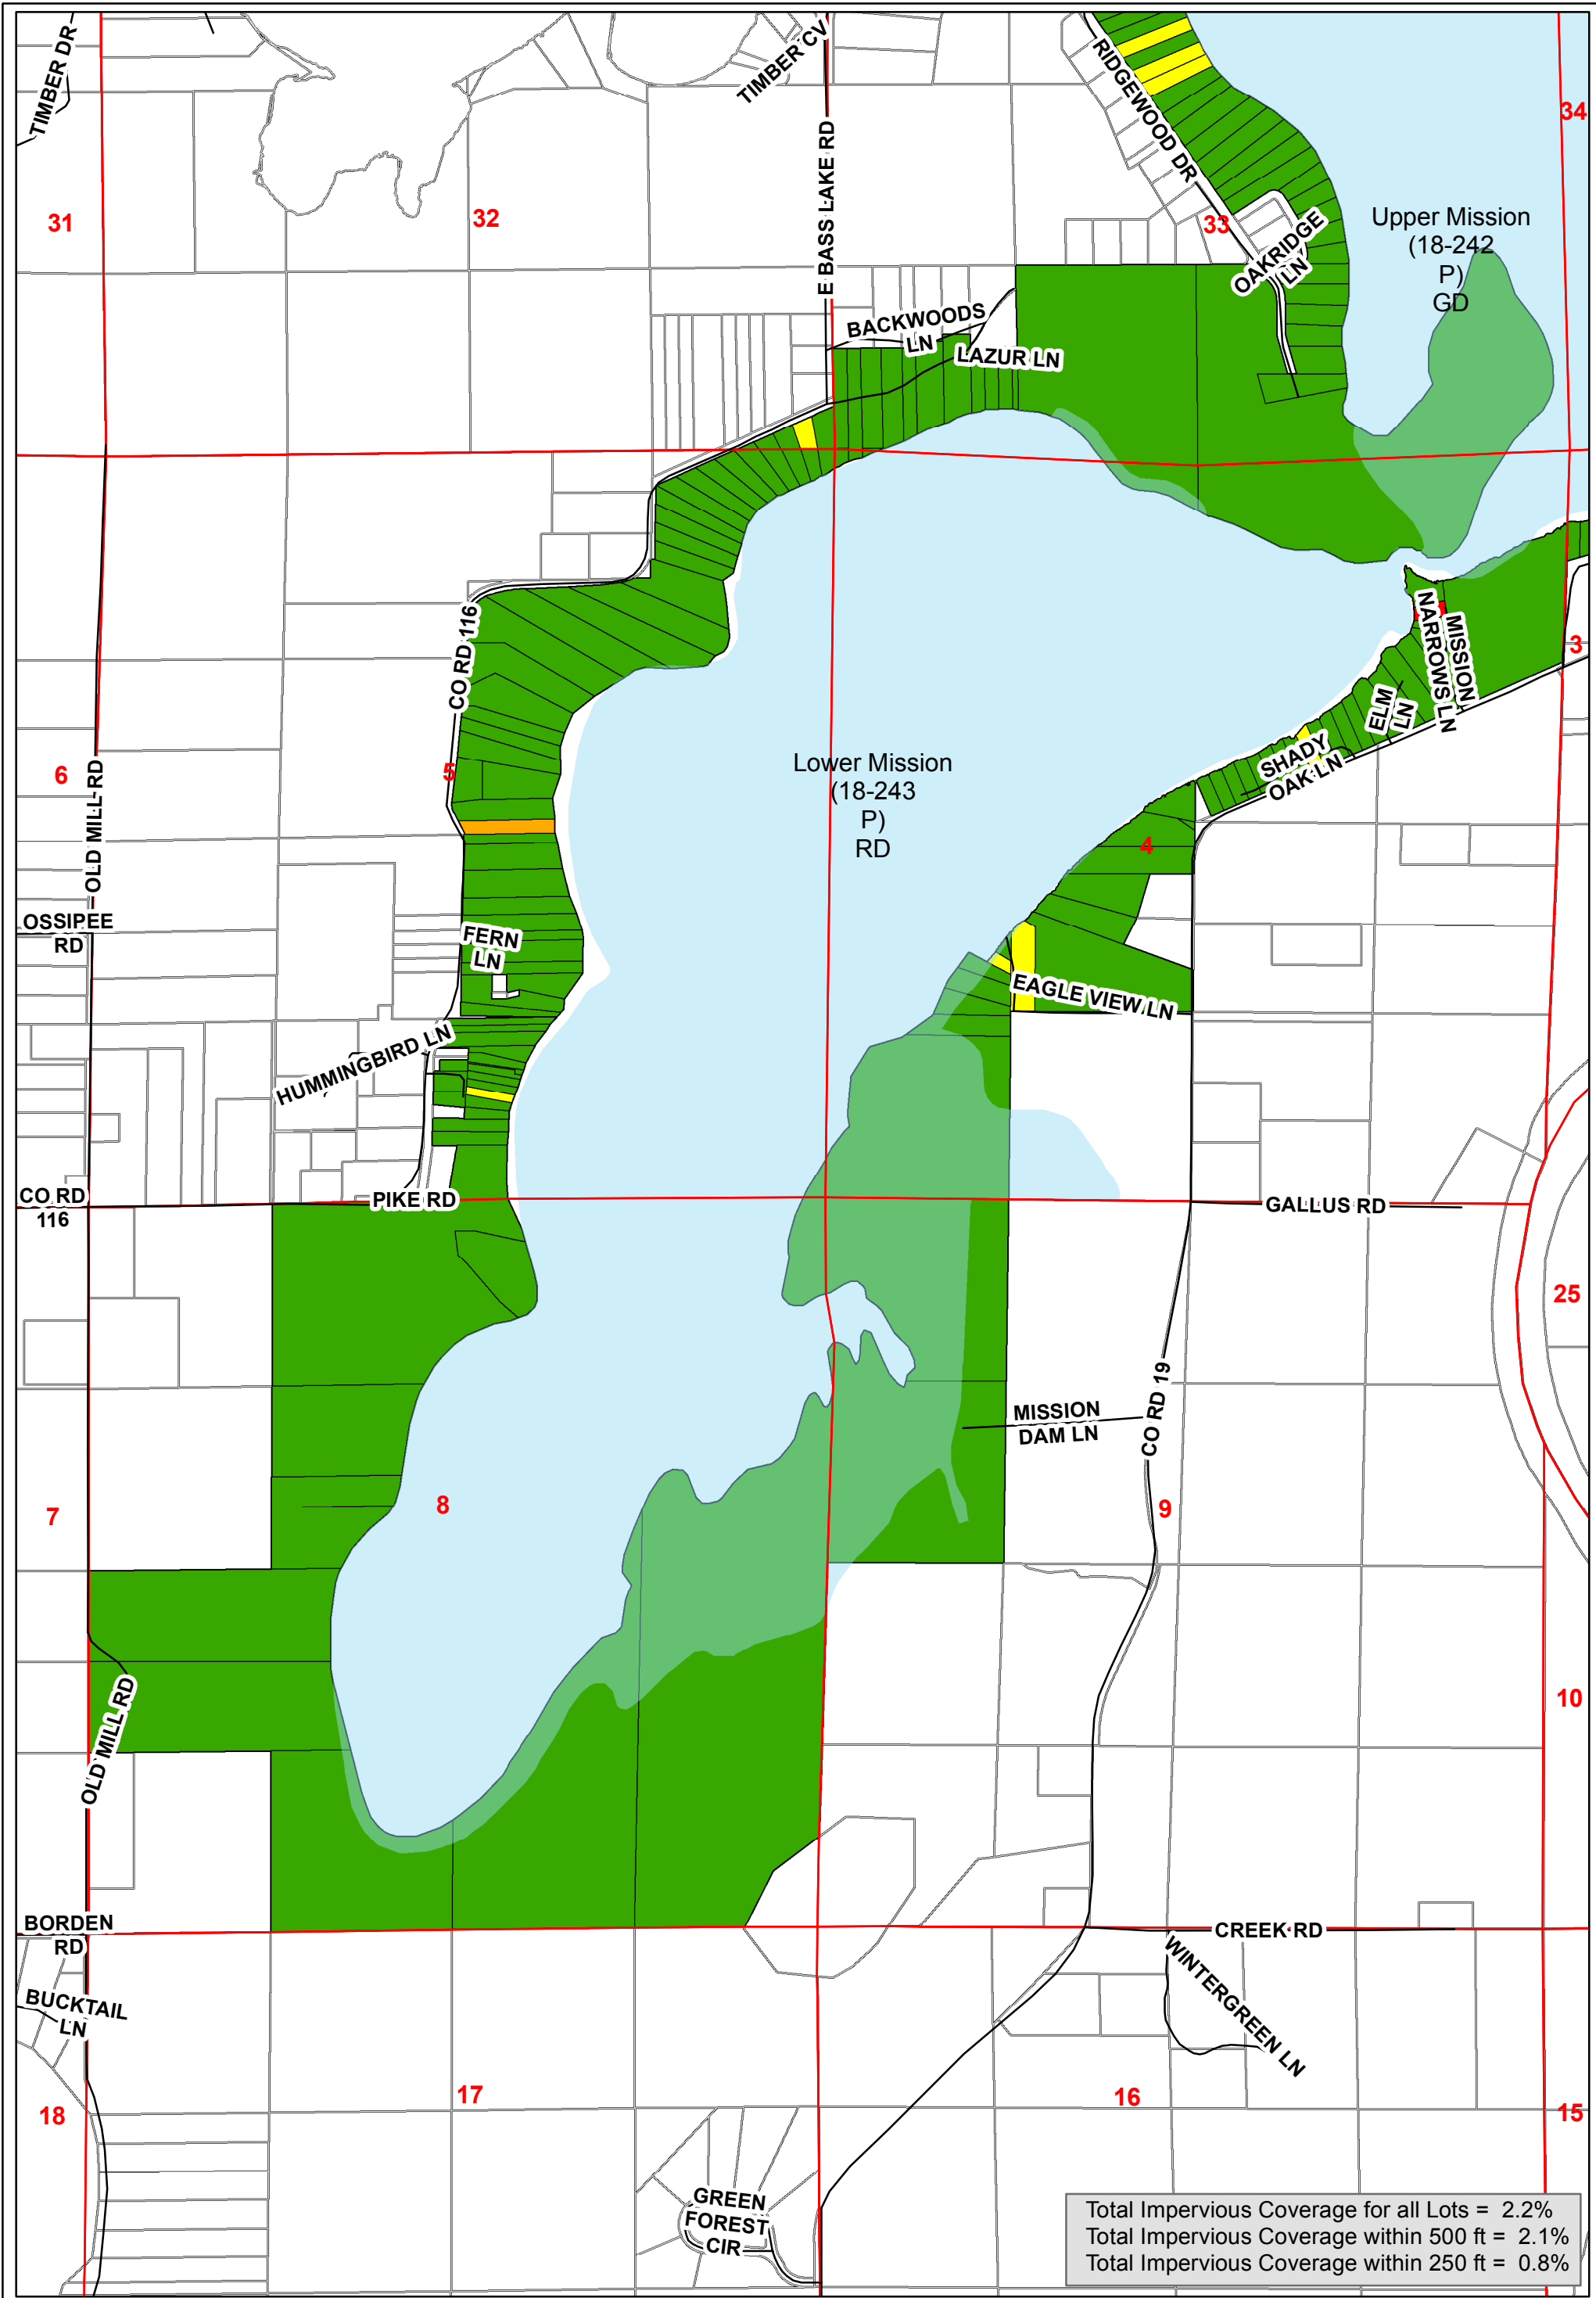 TIMBER DR
TIMBER CV
E BASS LAKE RD
RIDGEWOOD DR
34
31
32
33
OAKRIDGE
LN
Upper Mission
(18-242
P)
GD
BACKWOODS
LN
LAZUR LN
CO RD 116
NARROWS LN
MISSION
3
ELM
LN
SHADY
OAK LN
6
OLD MILL RD
5
Lower Mission
(18-243
P)
RD
4
OSSIPEE
RD
FERN
LN
EAGLE VIEW LN
HUMMINGBIRD LN
CO RD
116
PIKE RD
GALLUS RD
25
CO RD 19
MISSION
DAM LN
7
8
9
OLD MILL RD
10
BORDEN
RD
CREEK RD
WINTERGREEN LN
BUCKTAIL
LN
18
17
16
15
GREEN
FOREST
CIR
Total Impervious Coverage for all Lots = 2.2%
Total Impervious Coverage within 500 ft = 2.1%
Total Impervious Coverage within 250 ft = 0.8%